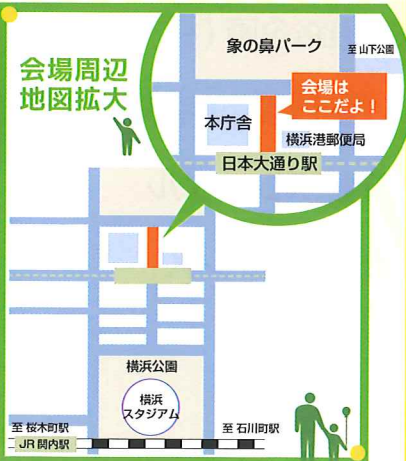 会場周辺
地図拡大
象の鼻パーク
至 山下公園
会場は
ここだよ！
本庁舎
横浜港郵便局
日本大通り駅
横浜公園
横浜
スタジアム
至 桜木町駅
至 石川町駅
JR 関内駅